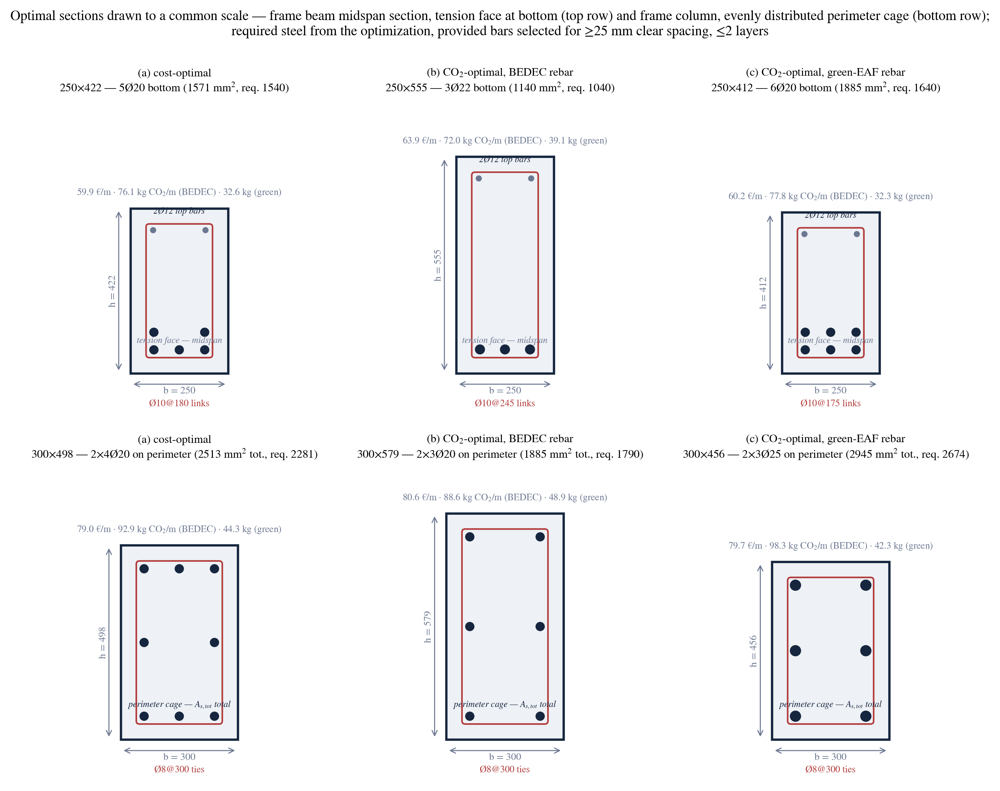 Optimal sections drawn to a common scale — frame beam midspan section, tension face at bottom (top row) and frame column, evenly distributed perimeter cage (bottom row);
required steel from the optimization, provided bars selected for ≥25 mm clear spacing, ≤2 layers
(a) cost-optimal
250×422 — 5Ø20 bottom (1571 mm², req. 1540)
59.9 €/m · 76.1 kg CO₂/m (BEDEC) · 32.6 kg (green)
2Ø12 top bars
h = 422
tension face — midspan
b = 250
Ø10@180 links
(b) CO₂-optimal, BEDEC rebar
250×555 — 3Ø22 bottom (1140 mm², req. 1040)
63.9 €/m · 72.0 kg CO₂/m (BEDEC) · 39.1 kg (green)
2Ø12 top bars
h = 555
tension face — midspan
b = 250
Ø10@245 links
(c) CO₂-optimal, green-EAF rebar
250×412 — 6Ø20 bottom (1885 mm², req. 1640)
60.2 €/m · 77.8 kg CO₂/m (BEDEC) · 32.3 kg (green)
2Ø12 top bars
h = 412
tension face — midspan
b = 250
Ø10@175 links
(a) cost-optimal
300×498 — 2×4Ø20 on perimeter (2513 mm² tot., req. 2281)
79.0 €/m · 92.9 kg CO₂/m (BEDEC) · 44.3 kg (green)
h = 498
perimeter cage — Aₛ,ₜₒₜ total
b = 300
Ø8@300 ties
(b) CO₂-optimal, BEDEC rebar
300×579 — 2×3Ø20 on perimeter (1885 mm² tot., req. 1790)
80.6 €/m · 88.6 kg CO₂/m (BEDEC) · 48.9 kg (green)
h = 579
perimeter cage — Aₛ,ₜₒₜ total
b = 300
Ø8@300 ties
(c) CO₂-optimal, green-EAF rebar
300×456 — 2×3Ø25 on perimeter (2945 mm² tot., req. 2674)
79.7 €/m · 98.3 kg CO₂/m (BEDEC) · 42.3 kg (green)
h = 456
perimeter cage — Aₛ,ₜₒₜ total
b = 300
Ø8@300 ties